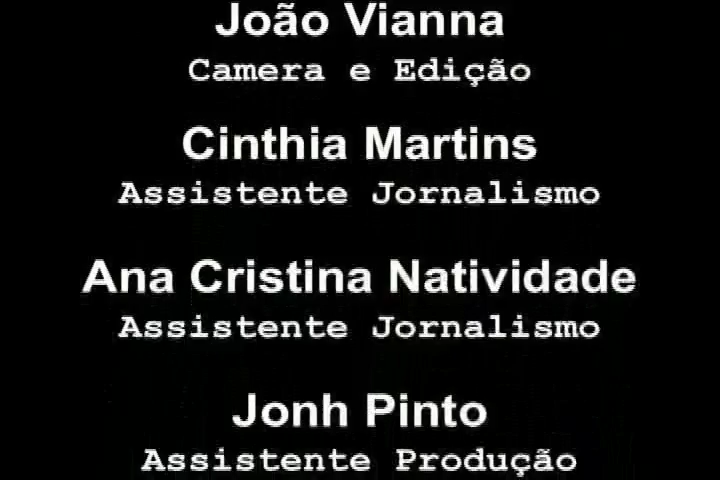 João Vianna
Camera e Edição
Cinthia Martins
Assistente Jornalismo
Ana Cristina Natividade
Assistente Jornalismo
Jonh Pinto
Assistente Produção